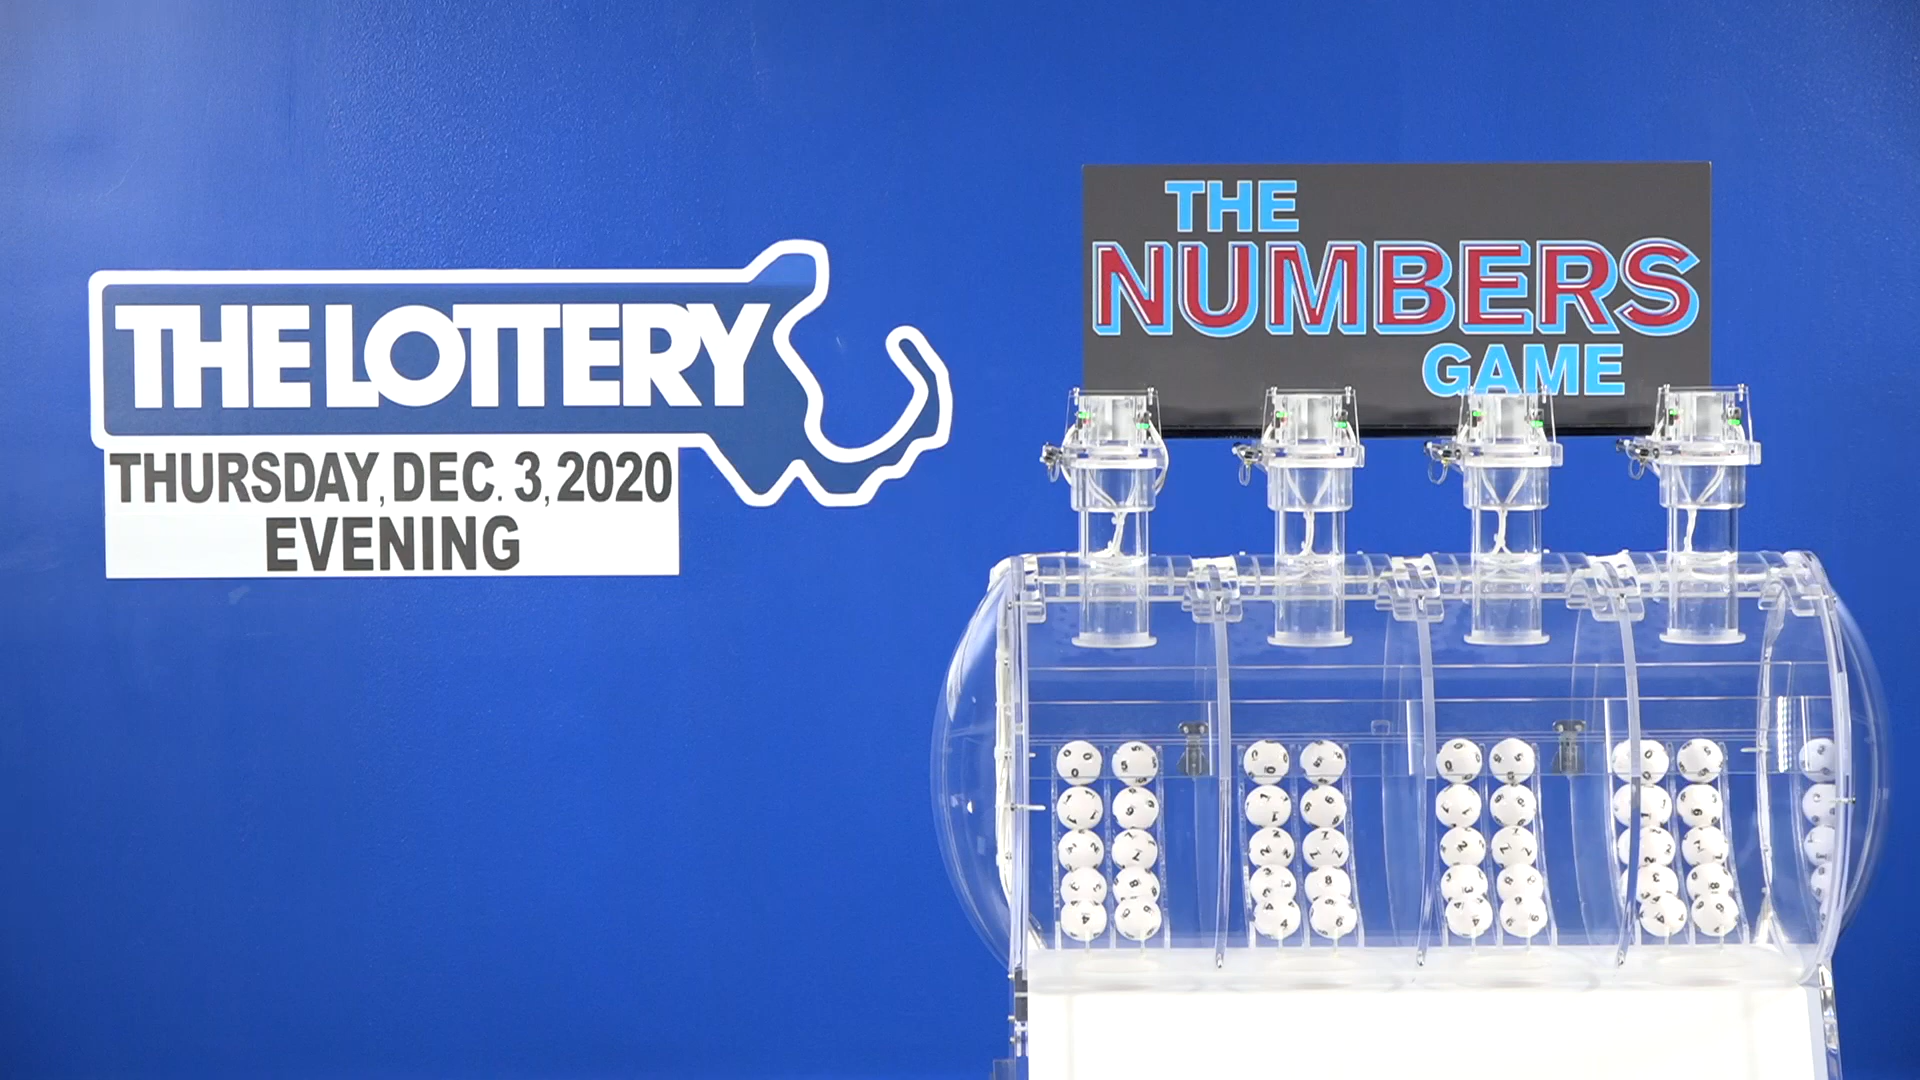 THE LOTTERY
THURSDAY, DEC. 3, 2020
EVENING
THE
NUMBERS
GAME